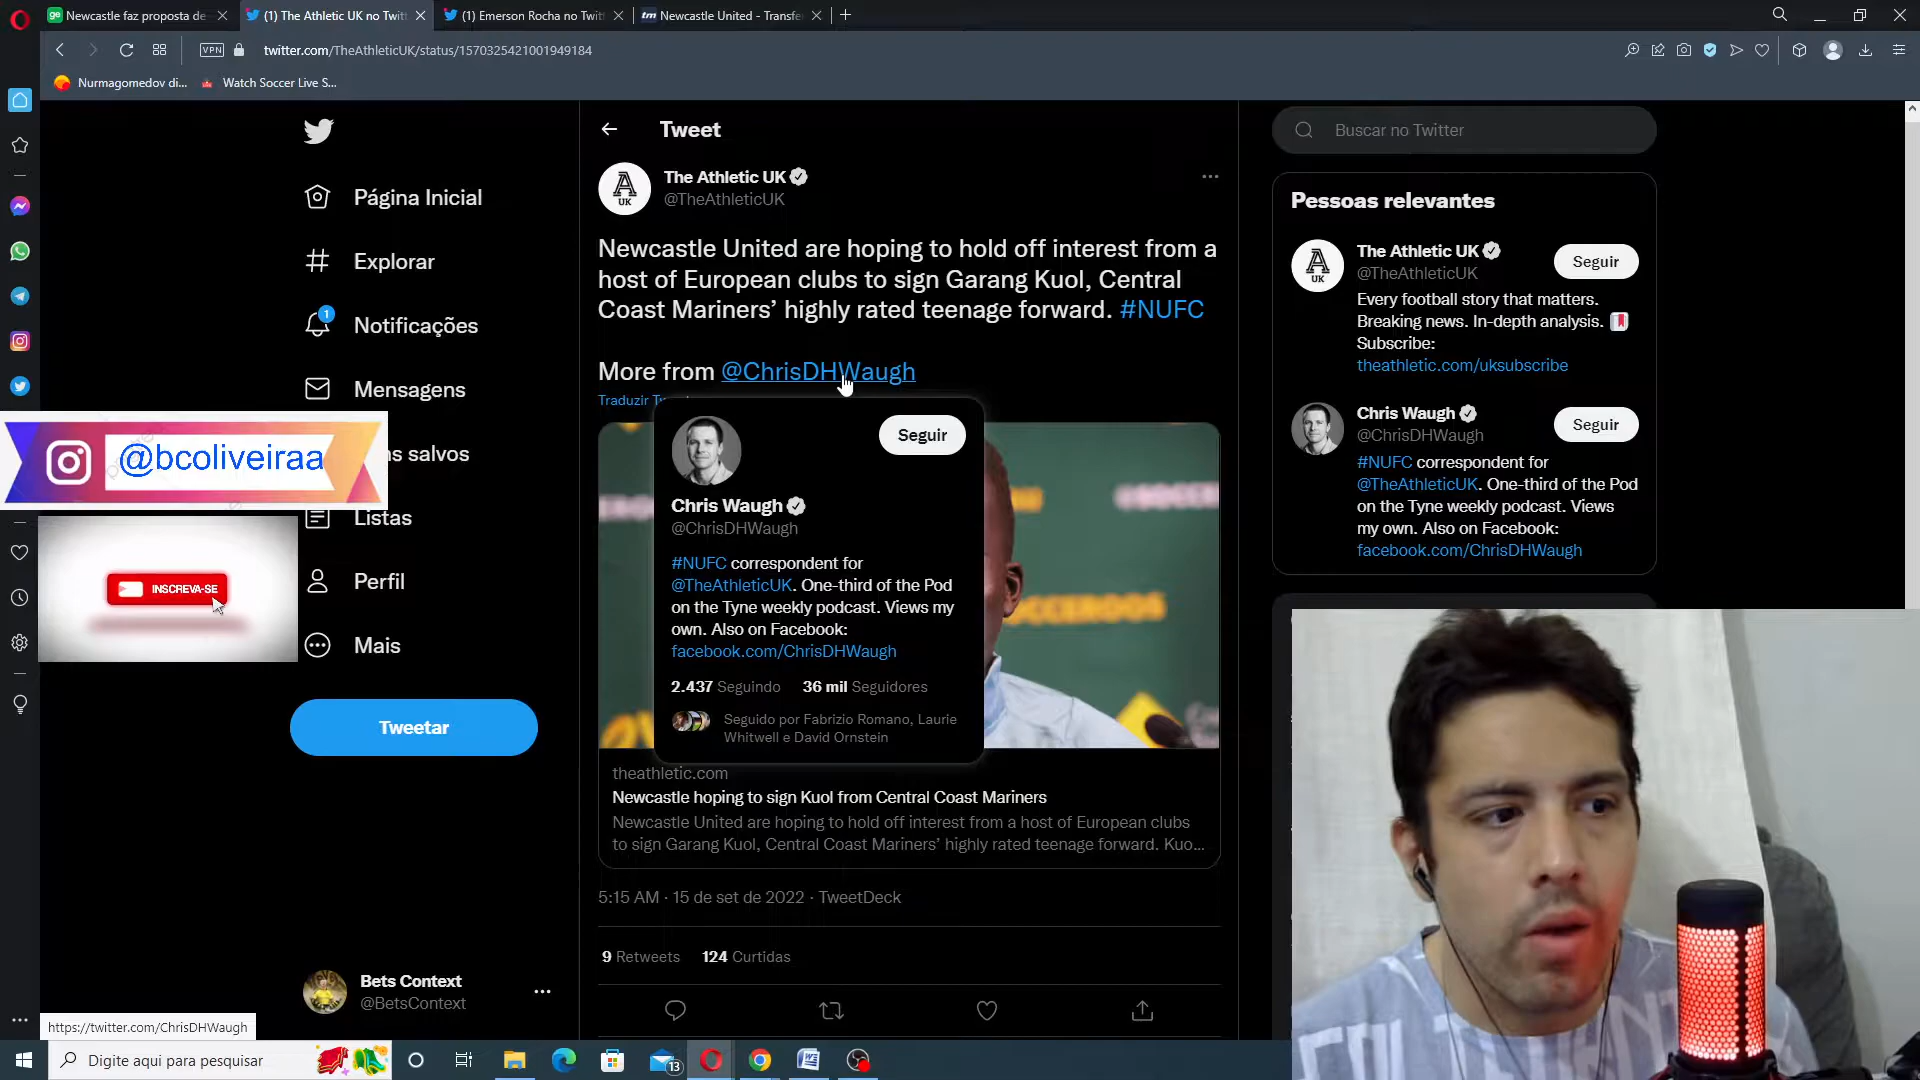 Newcastle faz proposta de
(1) The Athletic UK no Twitt
(1) Emerson Rocha no Twit
tm Newcastle United - Transfe
VPN
twitter.com/TheAthleticUK/status/1570325421001949184
Nurmagomedov di...
Watch Soccer Live S...
Tweet
Buscar no Twitter
The Athletic UK
@TheAthleticUK
A
UK
Newcastle United are hoping to hold off interest from a
host of European clubs to sign Garang Kuol, Central
Coast Mariners’ highly rated teenage forward. #NUFC
More from @ChrisDHWaugh
Traduzir
Página Inicial
Explorar
1
Notificações
Mensagens
salvos
Listas
Perfil
Mais
Tweetar
@bcoliveiraa
INSCREVA-SE
Seguir
Chris Waugh
@ChrisDHWaugh
#NUFC correspondent for
@TheAthleticUK. One-third of the Pod
on the Tyne weekly podcast. Views my
own. Also on Facebook:
facebook.com/ChrisDHWaugh
2.437 Seguindo 36 mil Seguidores
Seguido por Fabrizio Romano, Laurie
Whitwell e David Ornstein
SOCCEROOS
theathletic.com
Newcastle hoping to sign Kuol from Central Coast Mariners
Newcastle United are hoping to hold off interest from a host of European clubs
to sign Garang Kuol, Central Coast Mariners’ highly rated teenage forward. Kuo...
5:15 AM · 15 de set de 2022 · TweetDeck
9 Retweets 124 Curtidas
Pessoas relevantes
The Athletic UK
@TheAthleticUK
Seguir
A
UK
Every football story that matters.
Breaking news. In-depth analysis.
Subscribe:
theathletic.com/uksubscribe
Chris Waugh
@ChrisDHWaugh
Seguir
#NUFC correspondent for
@TheAthleticUK. One-third of the Pod
on the Tyne weekly podcast. Views
my own. Also on Facebook:
facebook.com/ChrisDHWaugh
Bets Context
@BetsContext
https://twitter.com/ChrisDHWaugh
Digite aqui para pesquisar
13